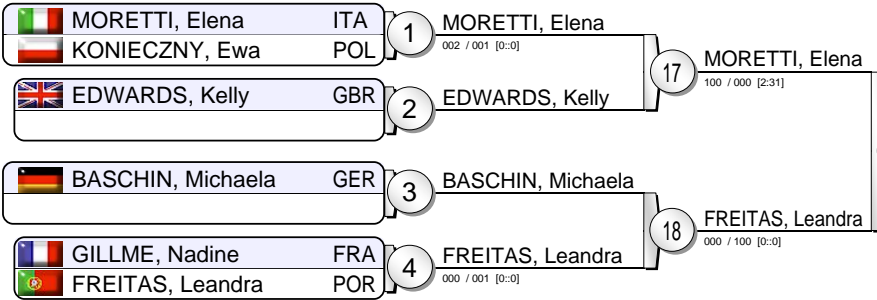 MORETTI, Elena ITA
KONIECZNY, Ewa POL
1
MORETTI, Elena
002 / 001 [0::0]
EDWARDS, Kelly GBR
2
EDWARDS, Kelly
17
MORETTI, Elena
100 / 000 [2:31]
BASCHIN, Michaela GER
3
BASCHIN, Michaela
GILLME, Nadine FRA
FREITAS, Leandra POR
4
FREITAS, Leandra
000 / 001 [0::0]
18
FREITAS, Leandra
000 / 100 [0::0]